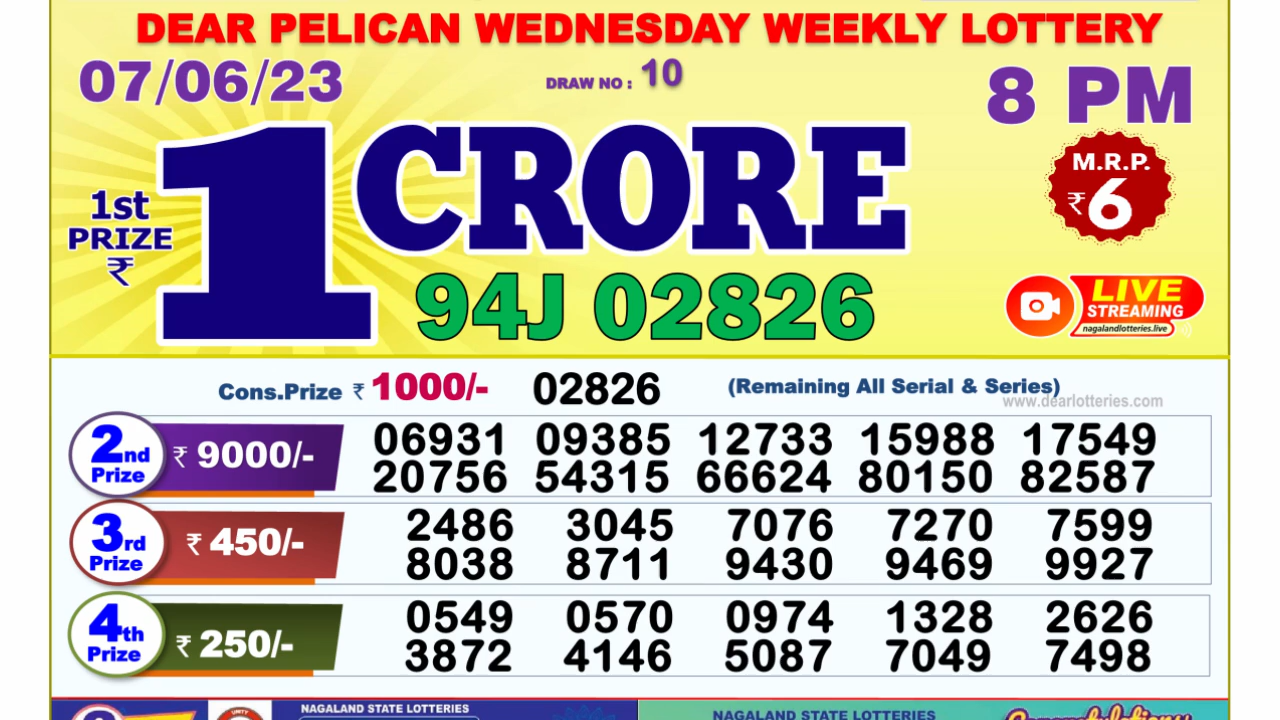 DEAR PELICAN WEDNESDAY WEEKLY LOTTERY
07/06/23 DRAW NO : 10 8 PM
1st PRIZE ₹ 1 CRORE
M.R.P. ₹ 6
94J 02826
LIVE STREAMING
nagalandlotteries.live
Cons.Prize ₹ 1000/- 02826 (Remaining All Serial & Series)
www.dearlotteries.com
2nd Prize ₹ 9000/-
06931 09385 12733 15988 17549
20756 54315 66624 80150 82587
3rd Prize ₹ 450/-
2486 3045 7076 7270 7599
8038 8711 9430 9469 9927
4th Prize ₹ 250/-
0549 0570 0974 1328 2626
3872 4146 5087 7049 7498
UNITY
NAGALAND STATE LOTTERIES
NAGALAND STATE LOTTERIES